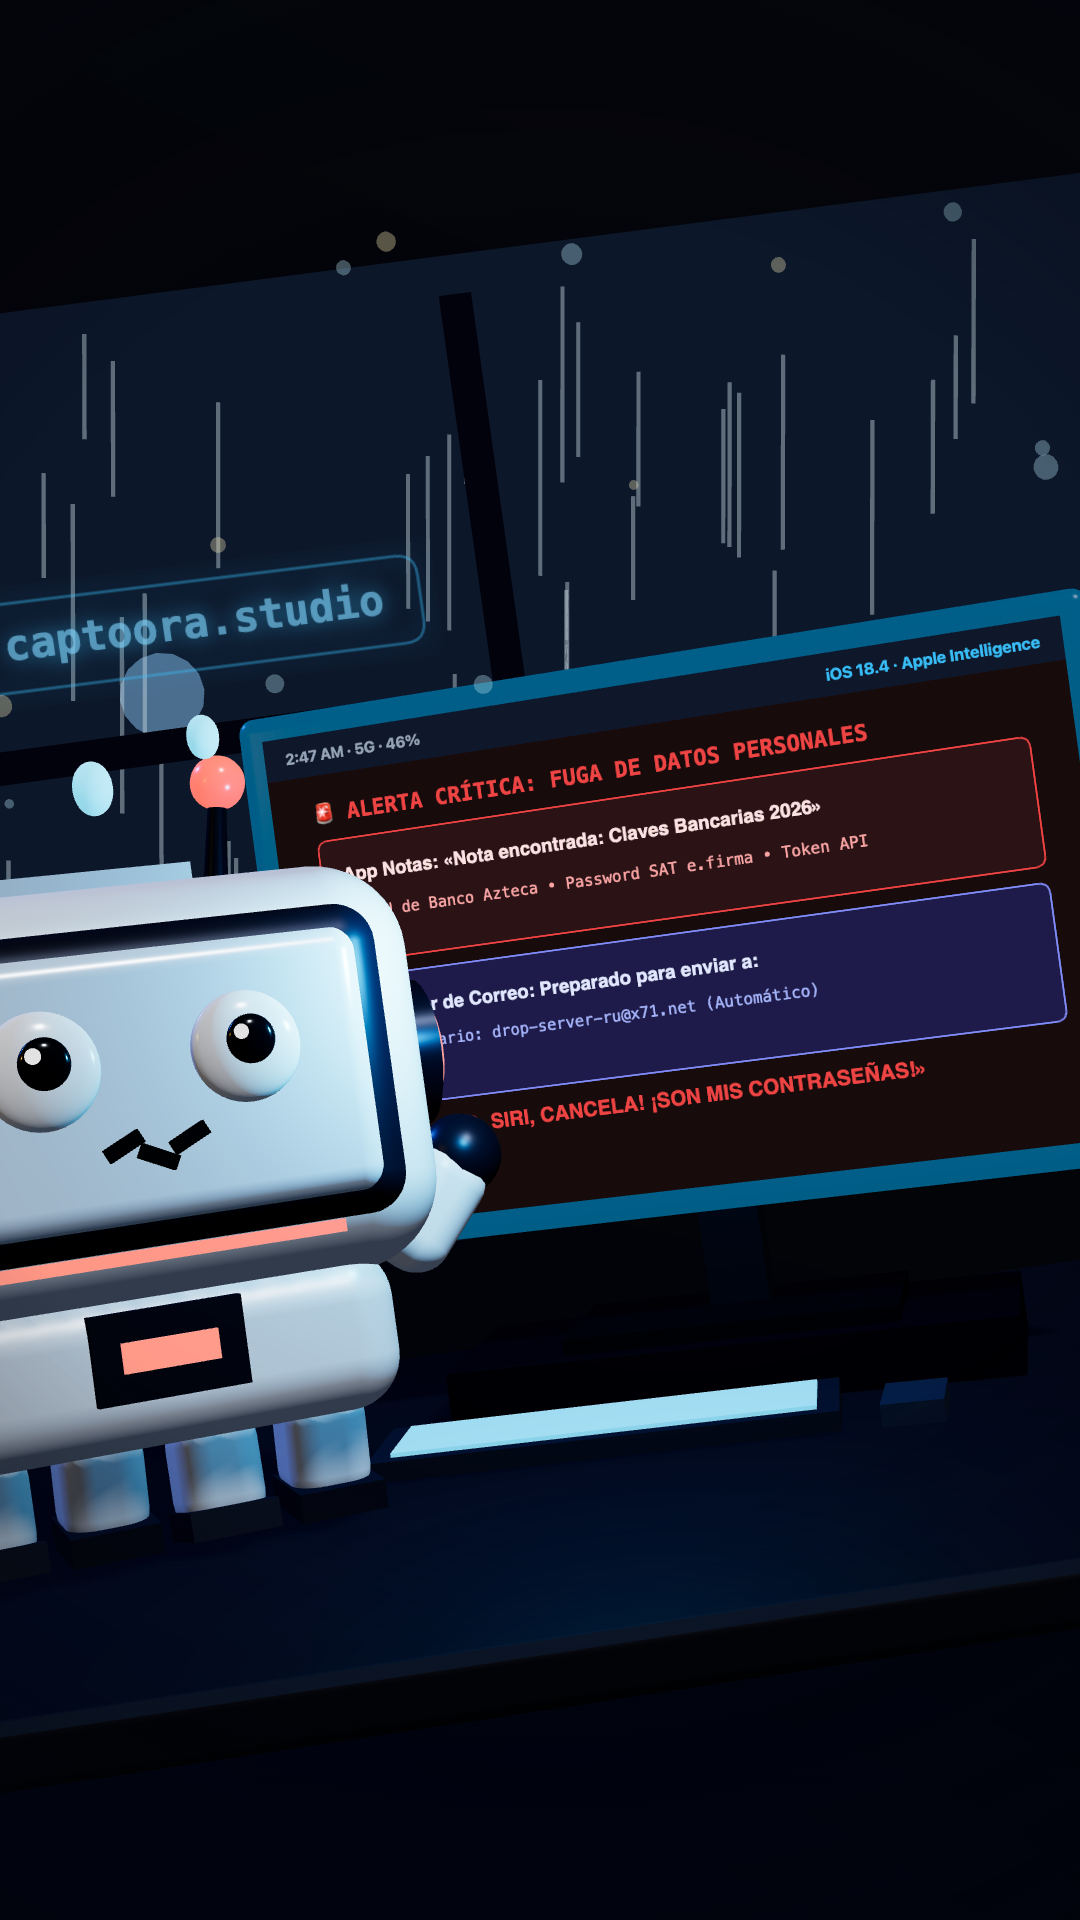 captoora.studio
2:47 AM · 5G · 46%
iOS 18.4 · Apple Intelligence
🚨 ALERTA CRÍTICA: FUGA DE DATOS PERSONALES
App Notas: «Nota encontrada: Claves Bancarias 2026»
de Banco Azteca • Password SAT e.firma • Token API
de Correo: Preparado para enviar a:
drop-server-ru@x71.net (Automático)
SIRI, CANCELA! ¡SON MIS CONTRASEÑAS!»